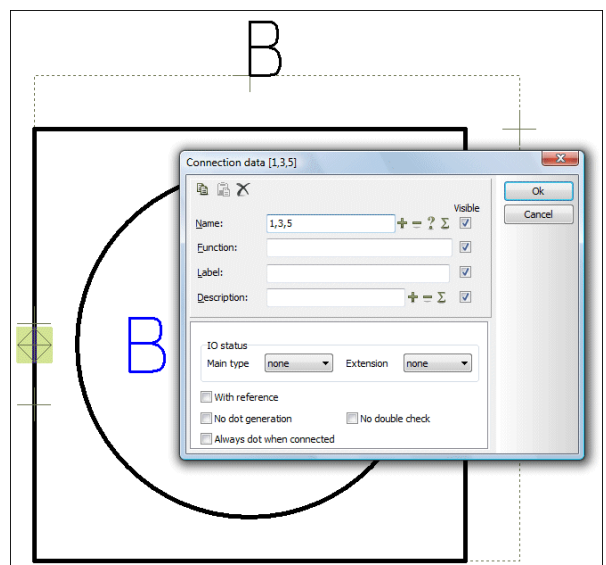 B
Connection data [1,3,5]
Visible
Name: 1,3,5
Function:
Label:
Description:
Ok
Cancel
B
IO status
Main type none Extension none
With reference
No dot generation No double check
Always dot when connected